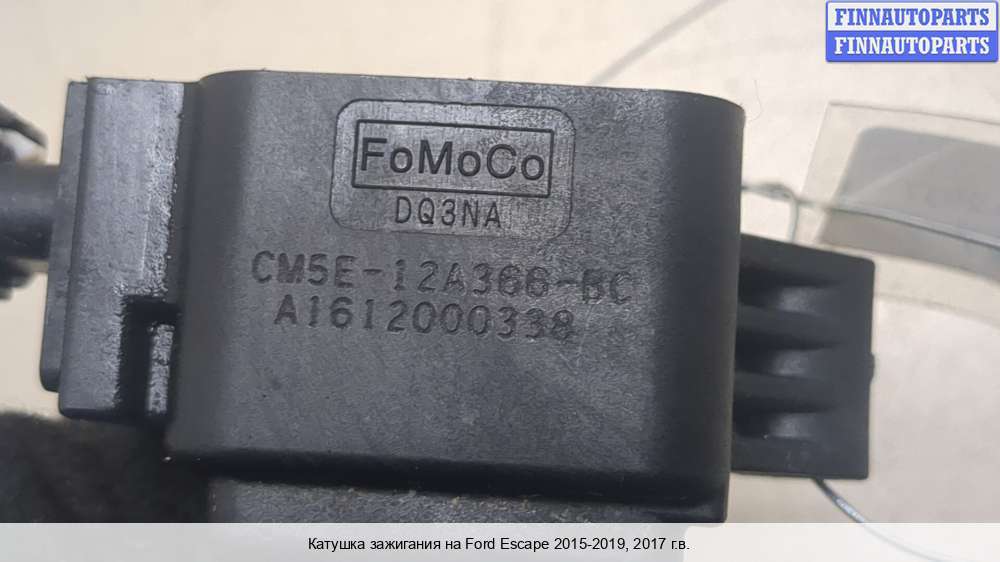 FINNAUTOPARTS
FINNAUTOPARTS
FoMoCo
DQ3NA
CM5E-12A366-BC
A1612000338
Катушка зажигания на Ford Escape 2015-2019, 2017 г.в.